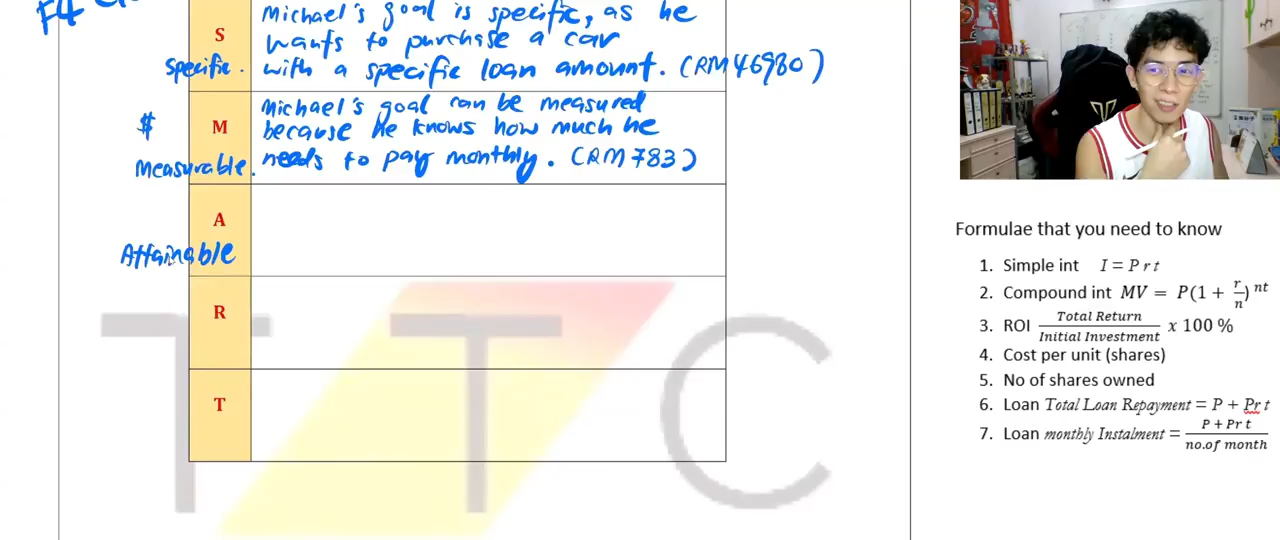 F4
S
Specific.
Michael's goal is specific, as he
wants to purchase a car
with a specific loan amount. (RM46980)
$
M
Measurable.
Michael's goal can be measured
because he knows how much he
needs to pay monthly. (RM783)
A
Attainable
R
T
TTC
Formulae that you need to know
1. Simple int I = P r t
2. Compound int MV = P(1 + r/n) nt
3. ROI Total Return / Initial Investment x 100 %
4. Cost per unit (shares)
5. No of shares owned
6. Loan Total Loan Repayment = P + Pr t
7. Loan monthly Instalment = P + Pr t / no.of month